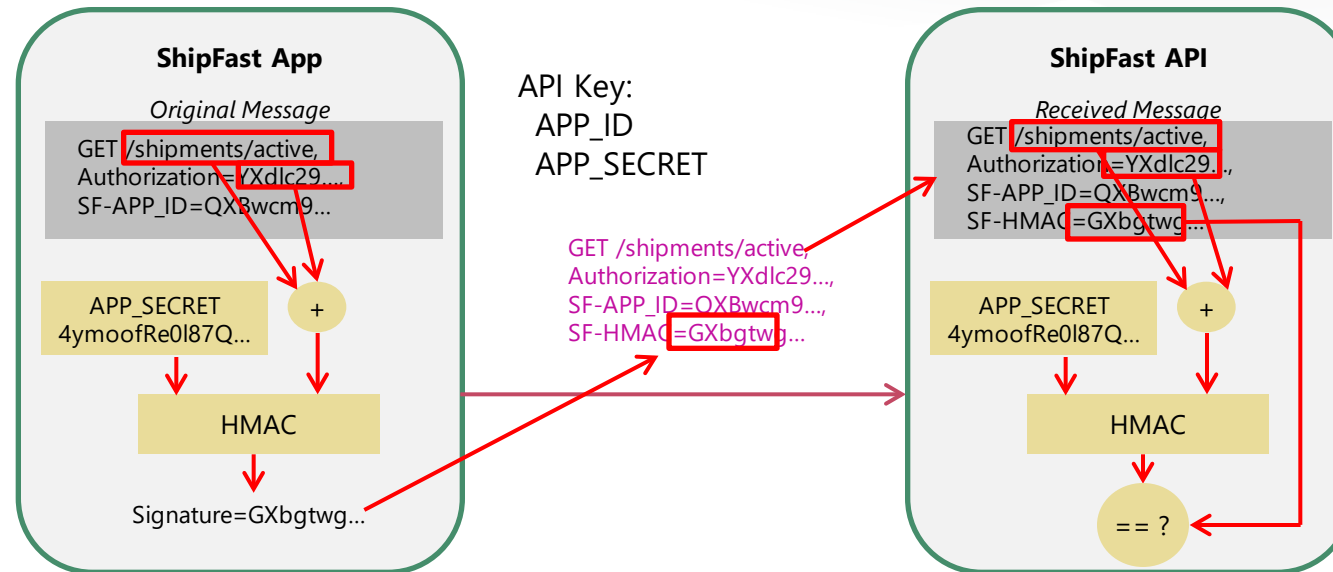 ShipFast App
Original Message
GET /shipments/active,
Authorization=YXdlc29...,
SF-APP_ID=QXBwcm9...
APP_SECRET
4ymoofRe0l87Q...
+
HMAC
Signature=GXbgtwg...
API Key:
APP_ID
APP_SECRET
GET /shipments/active,
Authorization=YXdlc29...,
SF-APP_ID=QXBwcm9...,
SF-HMAC=GXbgtwg...
ShipFast API
Received Message
GET /shipments/active,
Authorization=YXdlc29...,
SF-APP_ID=QXBwcm9...,
SF-HMAC=GXbgtwg...
APP_SECRET
4ymoofRe0l87Q...
+
HMAC
== ?